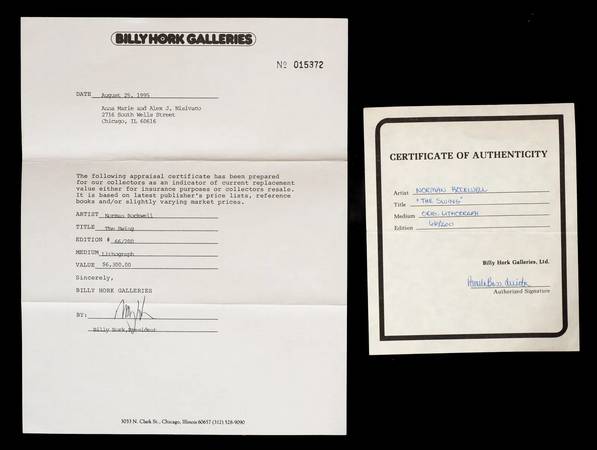 BILLY HORK GALLERIES
Nº 015372
DATE August 25, 1995
Anna Marie and Alex J.
2716 South Wells Street
Chicago, IL 60616
The following appraisal certificate has been prepared
for our collectors as an indicator of current replacement
value either for insurance purposes or collectors resale.
It is based on latest publisher's price lists, reference
books and/or slightly varying market prices.
ARTIST Norman Rockwell
TITLE The Swing
EDITION # 66/200
MEDIUM Lithograph
VALUE $6,300.00
Sincerely,
BILLY HORK GALLERIES
BY:
Billy Hork, President
3033 N. Clark St., Chicago, Illinois 60657 (312) 528-9090
CERTIFICATE OF AUTHENTICITY
Artist NORMAN ROCKWELL
Title "THE SWING"
Medium ORIG. LITHOGRAPH
Edition 66/200
Billy Hork Galleries, Ltd.
Authorized Signature